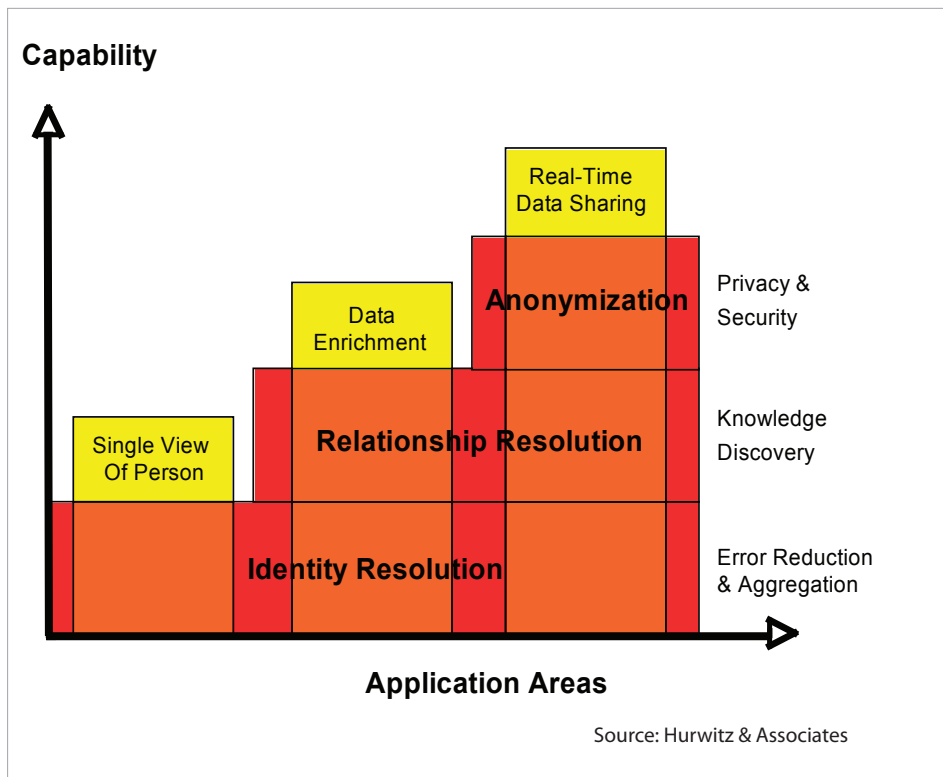 Capability
Real-Time
Data Sharing
Anonymization
Privacy &
Security
Data
Enrichment
Relationship Resolution
Knowledge
Discovery
Single View
Of Person
Identity Resolution
Error Reduction
& Aggregation
Application Areas
Source: Hurwitz & Associates